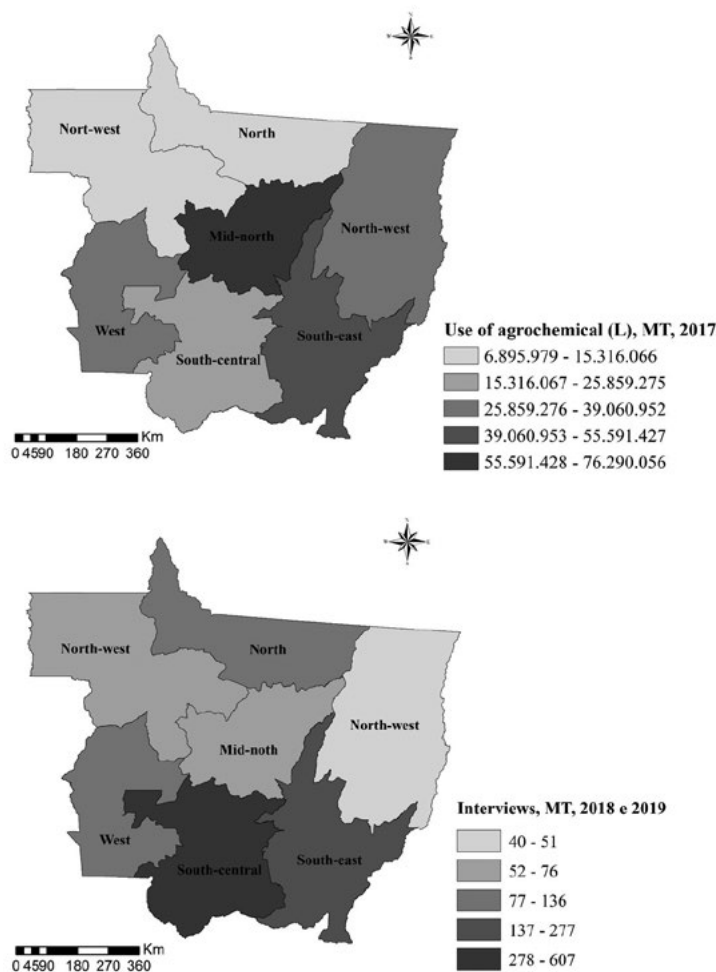 Nort-west
North
Mid-north
North-west
West
South-central
South-east
Use of agrochemical (L), MT, 2017
6.895.979 - 15.316.066
15.316.067 - 25.859.275
25.859.276 - 39.060.952
39.060.953 - 55.591.427
55.591.428 - 76.290.056
Km
0 4590 180 270 360
North-west
North
North-west
Mid-noth
West
South-central
South-east
Interviews, MT, 2018 e 2019
40 - 51
52 - 76
77 - 136
137 - 277
278 - 607
Km
0 4590 180 270 360